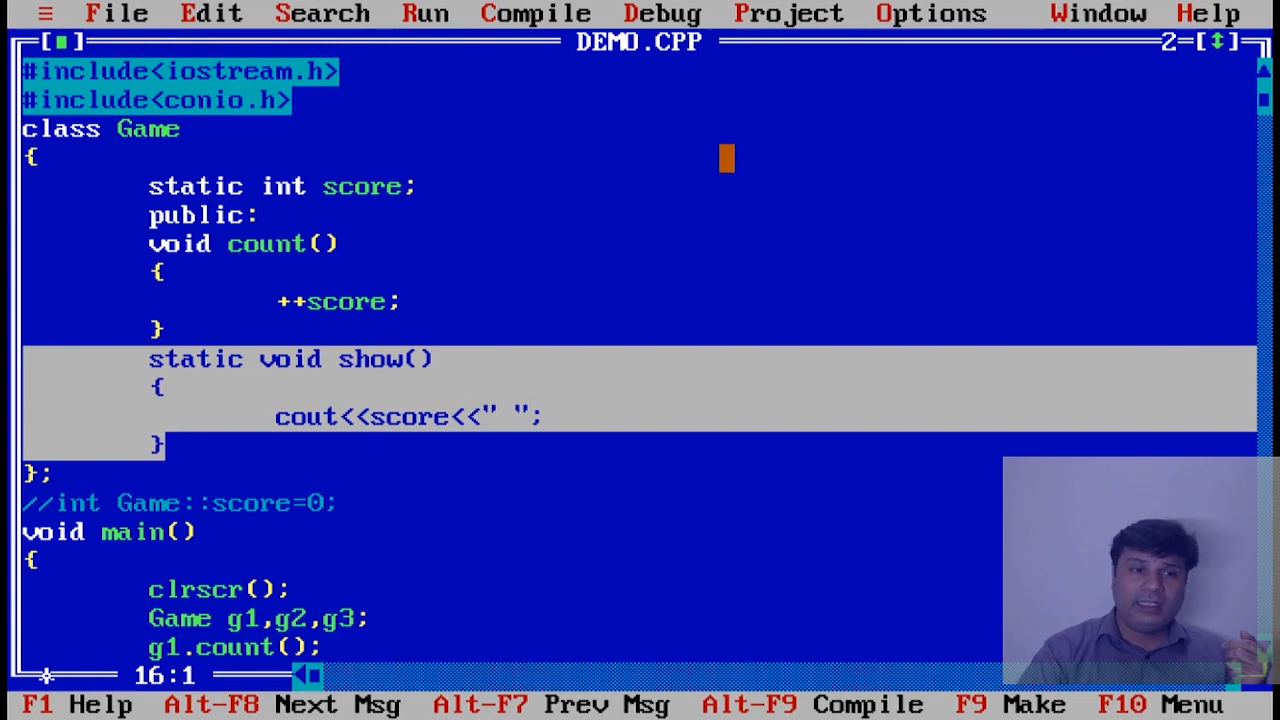 ≡ File Edit Search Run Compile Debug Project Options Window Help
[■] DEMO.CPP 2=[↕]
#include<iostream.h>
#include<conio.h>
class Game
{
static int score;
public:
void count()
{
++score;
}
static void show()
{
cout<<score<<" ";
}
};
//int Game::score=0;
void main()
{
clrscr();
Game g1,g2,g3;
g1.count();
16:1
F1 Help Alt-F8 Next Msg Alt-F7 Prev Msg Alt-F9 Compile F9 Make F10 Menu